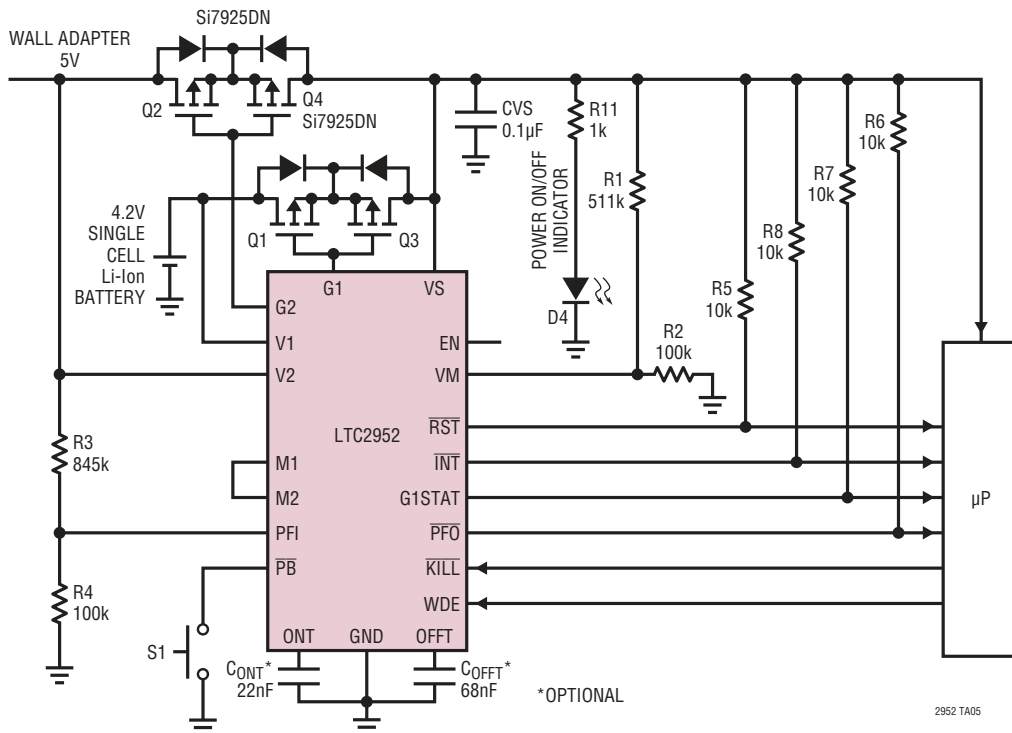 Si7925DN
WALL ADAPTER
5V
Q2
Q4
Si7925DN
CVS
0.1µF
R11
1k
R6
10k
R7
10k
R1
511k
POWER ON/OFF
INDICATOR
4.2V
SINGLE
CELL
Li-Ion
BATTERY
Q1
Q3
R8
10k
R5
10k
G1
VS
G2
D4
V1
EN
R2
100k
V2
VM
R3
845k
LTC2952
RST
M1
INT
M2
G1STAT
µP
PFI
PFO
PB
KILL
R4
100k
WDE
ONT
GND
OFFT
S1
CONT*
22nF
COFFT*
68nF
*OPTIONAL
2952 TA05